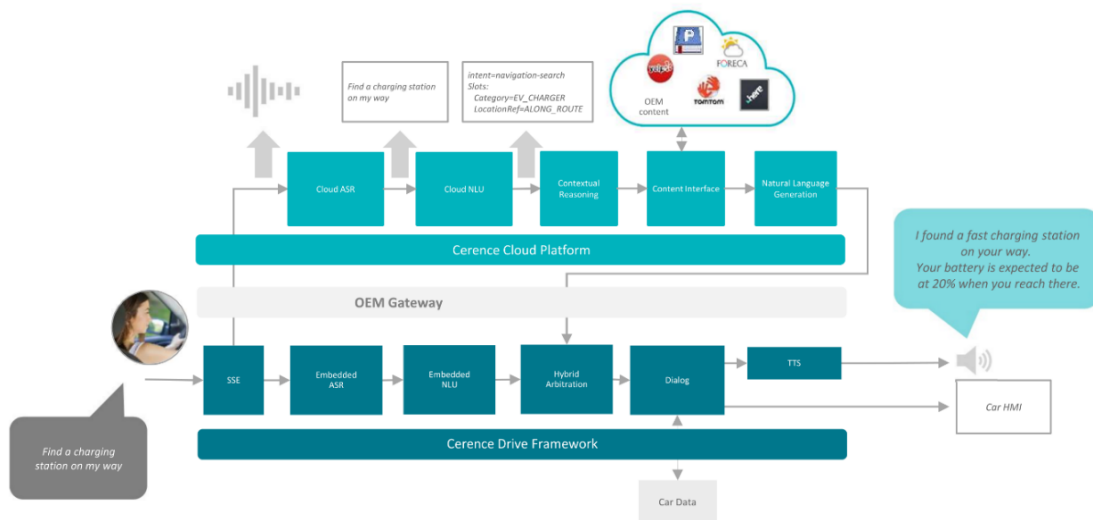 FORECA
yelp
OEM
content
TomTom
here
Find a charging station
on my way
intent=navigation-search
Slots:
Category=EV_CHARGER
LocationRef=ALONG_ROUTE
Cloud ASR
Cloud NLU
Contextual
Reasoning
Content Interface
Natural Language
Generation
Cerence Cloud Platform
I found a fast charging station
on your way.
Your battery is expected to be
at 20% when you reach there.
OEM Gateway
SSE
Embedded
ASR
Embedded
NLU
Hybrid
Arbitration
Dialog
TTS
Car HMI
Find a charging
station on my way
Cerence Drive Framework
Car Data